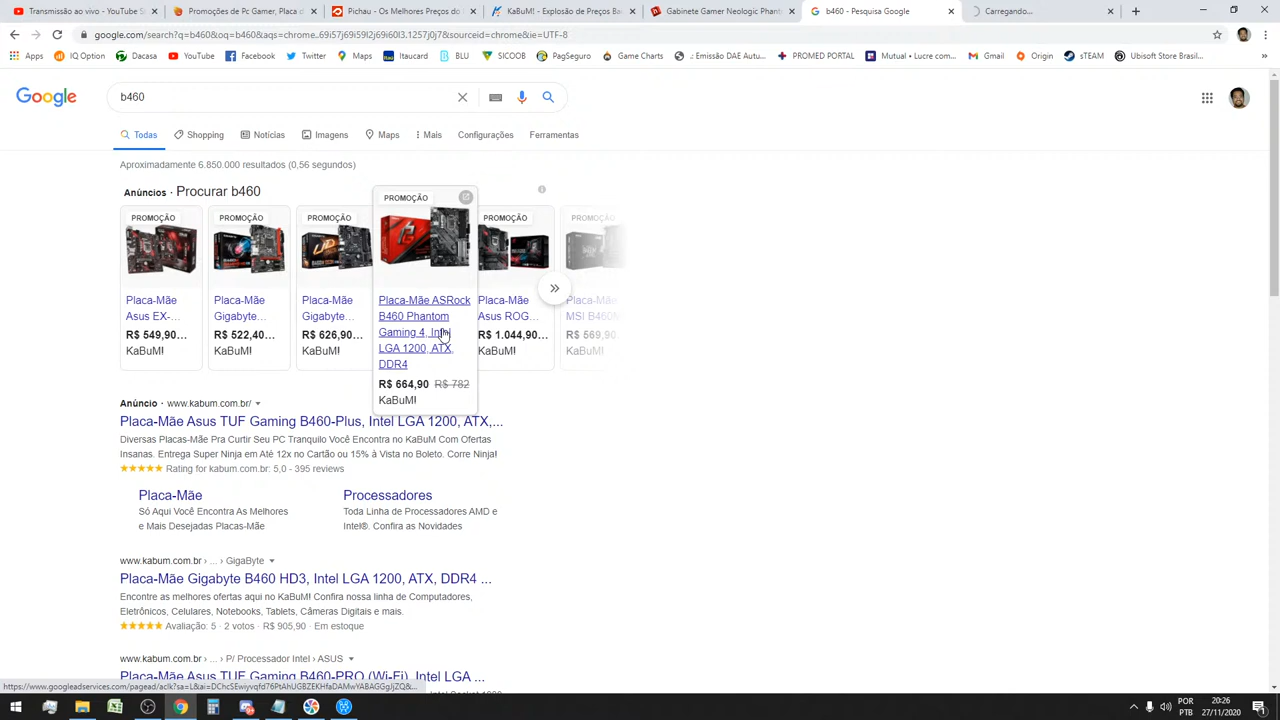 Transmissão ao vivo - YouTube S
Promoções de Pc Gamer, Placa d
Pichau - Os Melhores Preços do
KaBuM! - Explosão de Preços Ba
Gabinete Gamer Neologic Phant
b460 - Pesquisa Google
Carregando...
google.com/search?q=b460&oq=b460&aqs=chrome..69i57j69i59l2j69i60l3.1257j0j7&sourceid=chrome&ie=UTF-8
Apps
IQ.Option
Dacasa
YouTube
Facebook
Twitter
Maps
Itaucard
BLU
SICOOB
PagSeguro
Game Charts
.: Emissão DAE Autu...
PROMED PORTAL
Mutual • Lucre com...
Gmail
Origin
sTEAM
Ubisoft Store Brasil...
Google
b460
Todas
Shopping
Notícias
Imagens
Maps
Mais
Configurações
Ferramentas
Aproximadamente 6.850.000 resultados (0,56 segundos)
Anúncios · Procurar b460
PROMOÇÃO
Placa-Mãe
Asus EX-...
R$ 549,90...
KaBuM!
PROMOÇÃO
Placa-Mãe
Gigabyte...
R$ 522,40...
KaBuM!
PROMOÇÃO
Placa-Mãe
Gigabyte...
R$ 626,90...
KaBuM!
PROMOÇÃO
Placa-Mãe ASRock
B460 Phantom
Gaming 4, Intel
LGA 1200, ATX,
DDR4
R$ 664,90 R$ 782
KaBuM!
PROMOÇÃO
Placa-Mãe
Asus ROG...
R$ 1.044,90...
KaBuM!
PROMOÇÃO
Placa-Mãe
MSI B460M
R$ 569,90
KaBuM!
Anúncio · www.kabum.com.br/
Placa-Mãe Asus TUF Gaming B460-Plus, Intel LGA 1200, ATX,...
Diversas Placas-Mãe Pra Curtir Seu PC Tranquilo Você Encontra no KaBuM Com Ofertas
Insanas. Entrega Super Ninja em Até 12x no Cartão ou 15% à Vista no Boleto. Corre Ninja!
Rating for kabum.com.br: 5,0 - 395 reviews
Placa-Mãe
Só Aqui Você Encontra As Melhores
e Mais Desejadas Placas-Mãe
Processadores
Toda Linha de Processadores AMD e
Intel®. Confira as Novidades
www.kabum.com.br › ... › GigaByte
Placa-Mãe Gigabyte B460 HD3, Intel LGA 1200, ATX, DDR4 ...
Encontre as melhores ofertas aqui no KaBuM! Confira nossa linha de Computadores,
Eletrônicos, Celulares, Notebooks, Tablets, Câmeras Digitais e mais.
Avaliação: 5 · 2 votos · R$ 905,90 · Em estoque
www.kabum.com.br › ... › P/ Processador Intel › ASUS
Placa-Mãe Asus TUF Gaming B460-PRO (Wi-Fi), Intel LGA ...
POR
PTB
20:26
27/11/2020